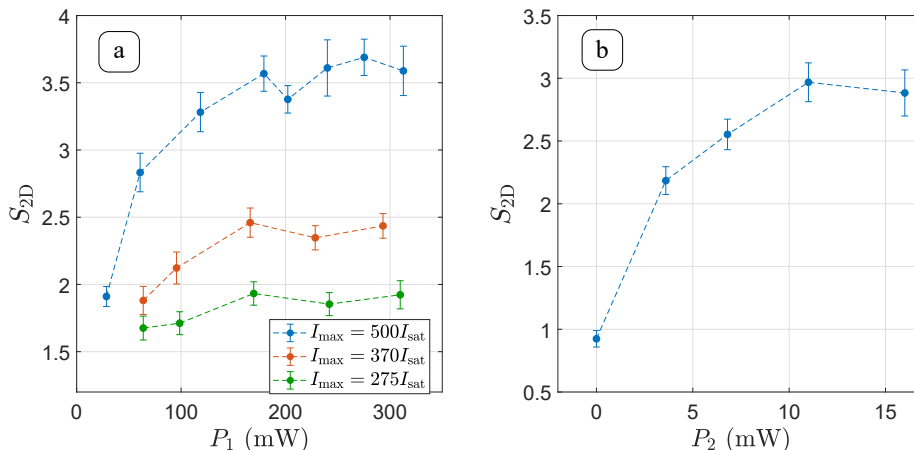 a
S2D
4
3.5
3
2.5
2
1.5
0 100 200 300
P1 (mW)
Imax = 500Isat
Imax = 370Isat
Imax = 275Isat
b
S2D
3.5
3
2.5
2
1.5
1
0.5
0 5 10 15
P2 (mW)